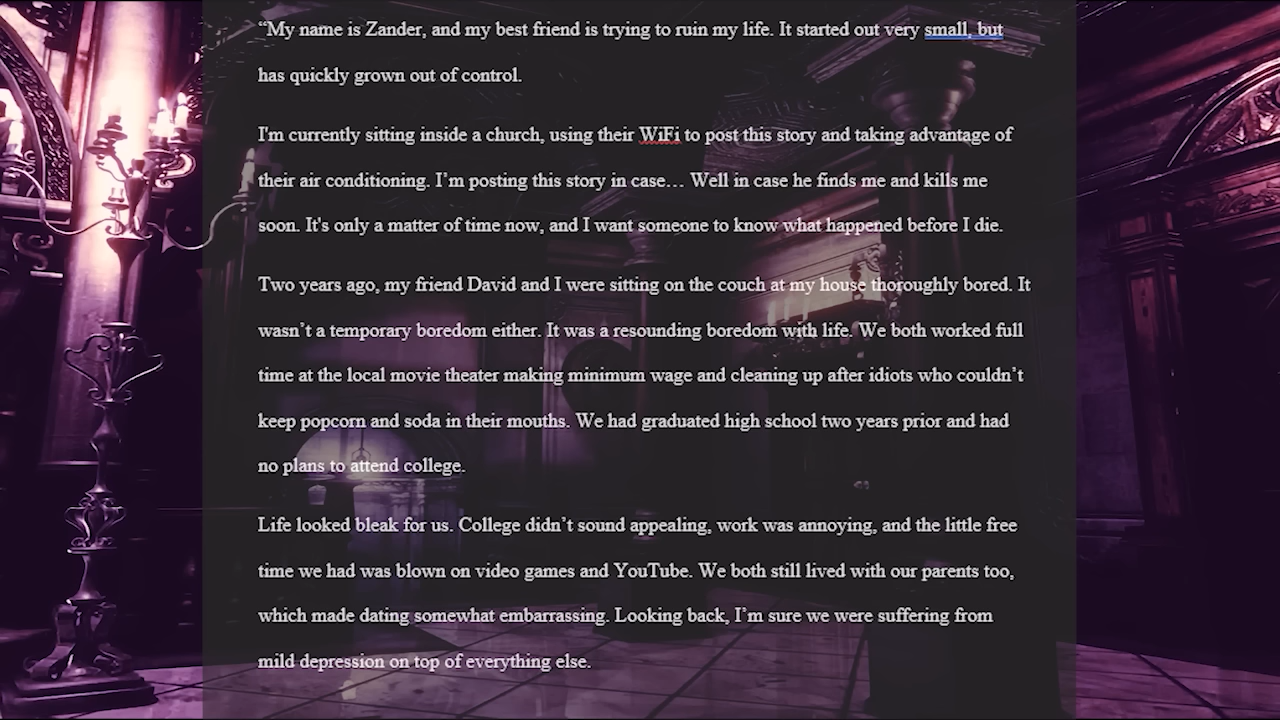 “My name is Zander, and my best friend is trying to ruin my life. It started out very small, but
has quickly grown out of control.
I'm currently sitting inside a church, using their WiFi to post this story and taking advantage of
their air conditioning. I’m posting this story in case… Well in case he finds me and kills me
soon. It's only a matter of time now, and I want someone to know what happened before I die.
Two years ago, my friend David and I were sitting on the couch at my house thoroughly bored. It
wasn’t a temporary boredom either. It was a resounding boredom with life. We both worked full
time at the local movie theater making minimum wage and cleaning up after idiots who couldn’t
keep popcorn and soda in their mouths. We had graduated high school two years prior and had
no plans to attend college.
Life looked bleak for us. College didn’t sound appealing, work was annoying, and the little free
time we had was blown on video games and YouTube. We both still lived with our parents too,
which made dating somewhat embarrassing. Looking back, I’m sure we were suffering from
mild depression on top of everything else.